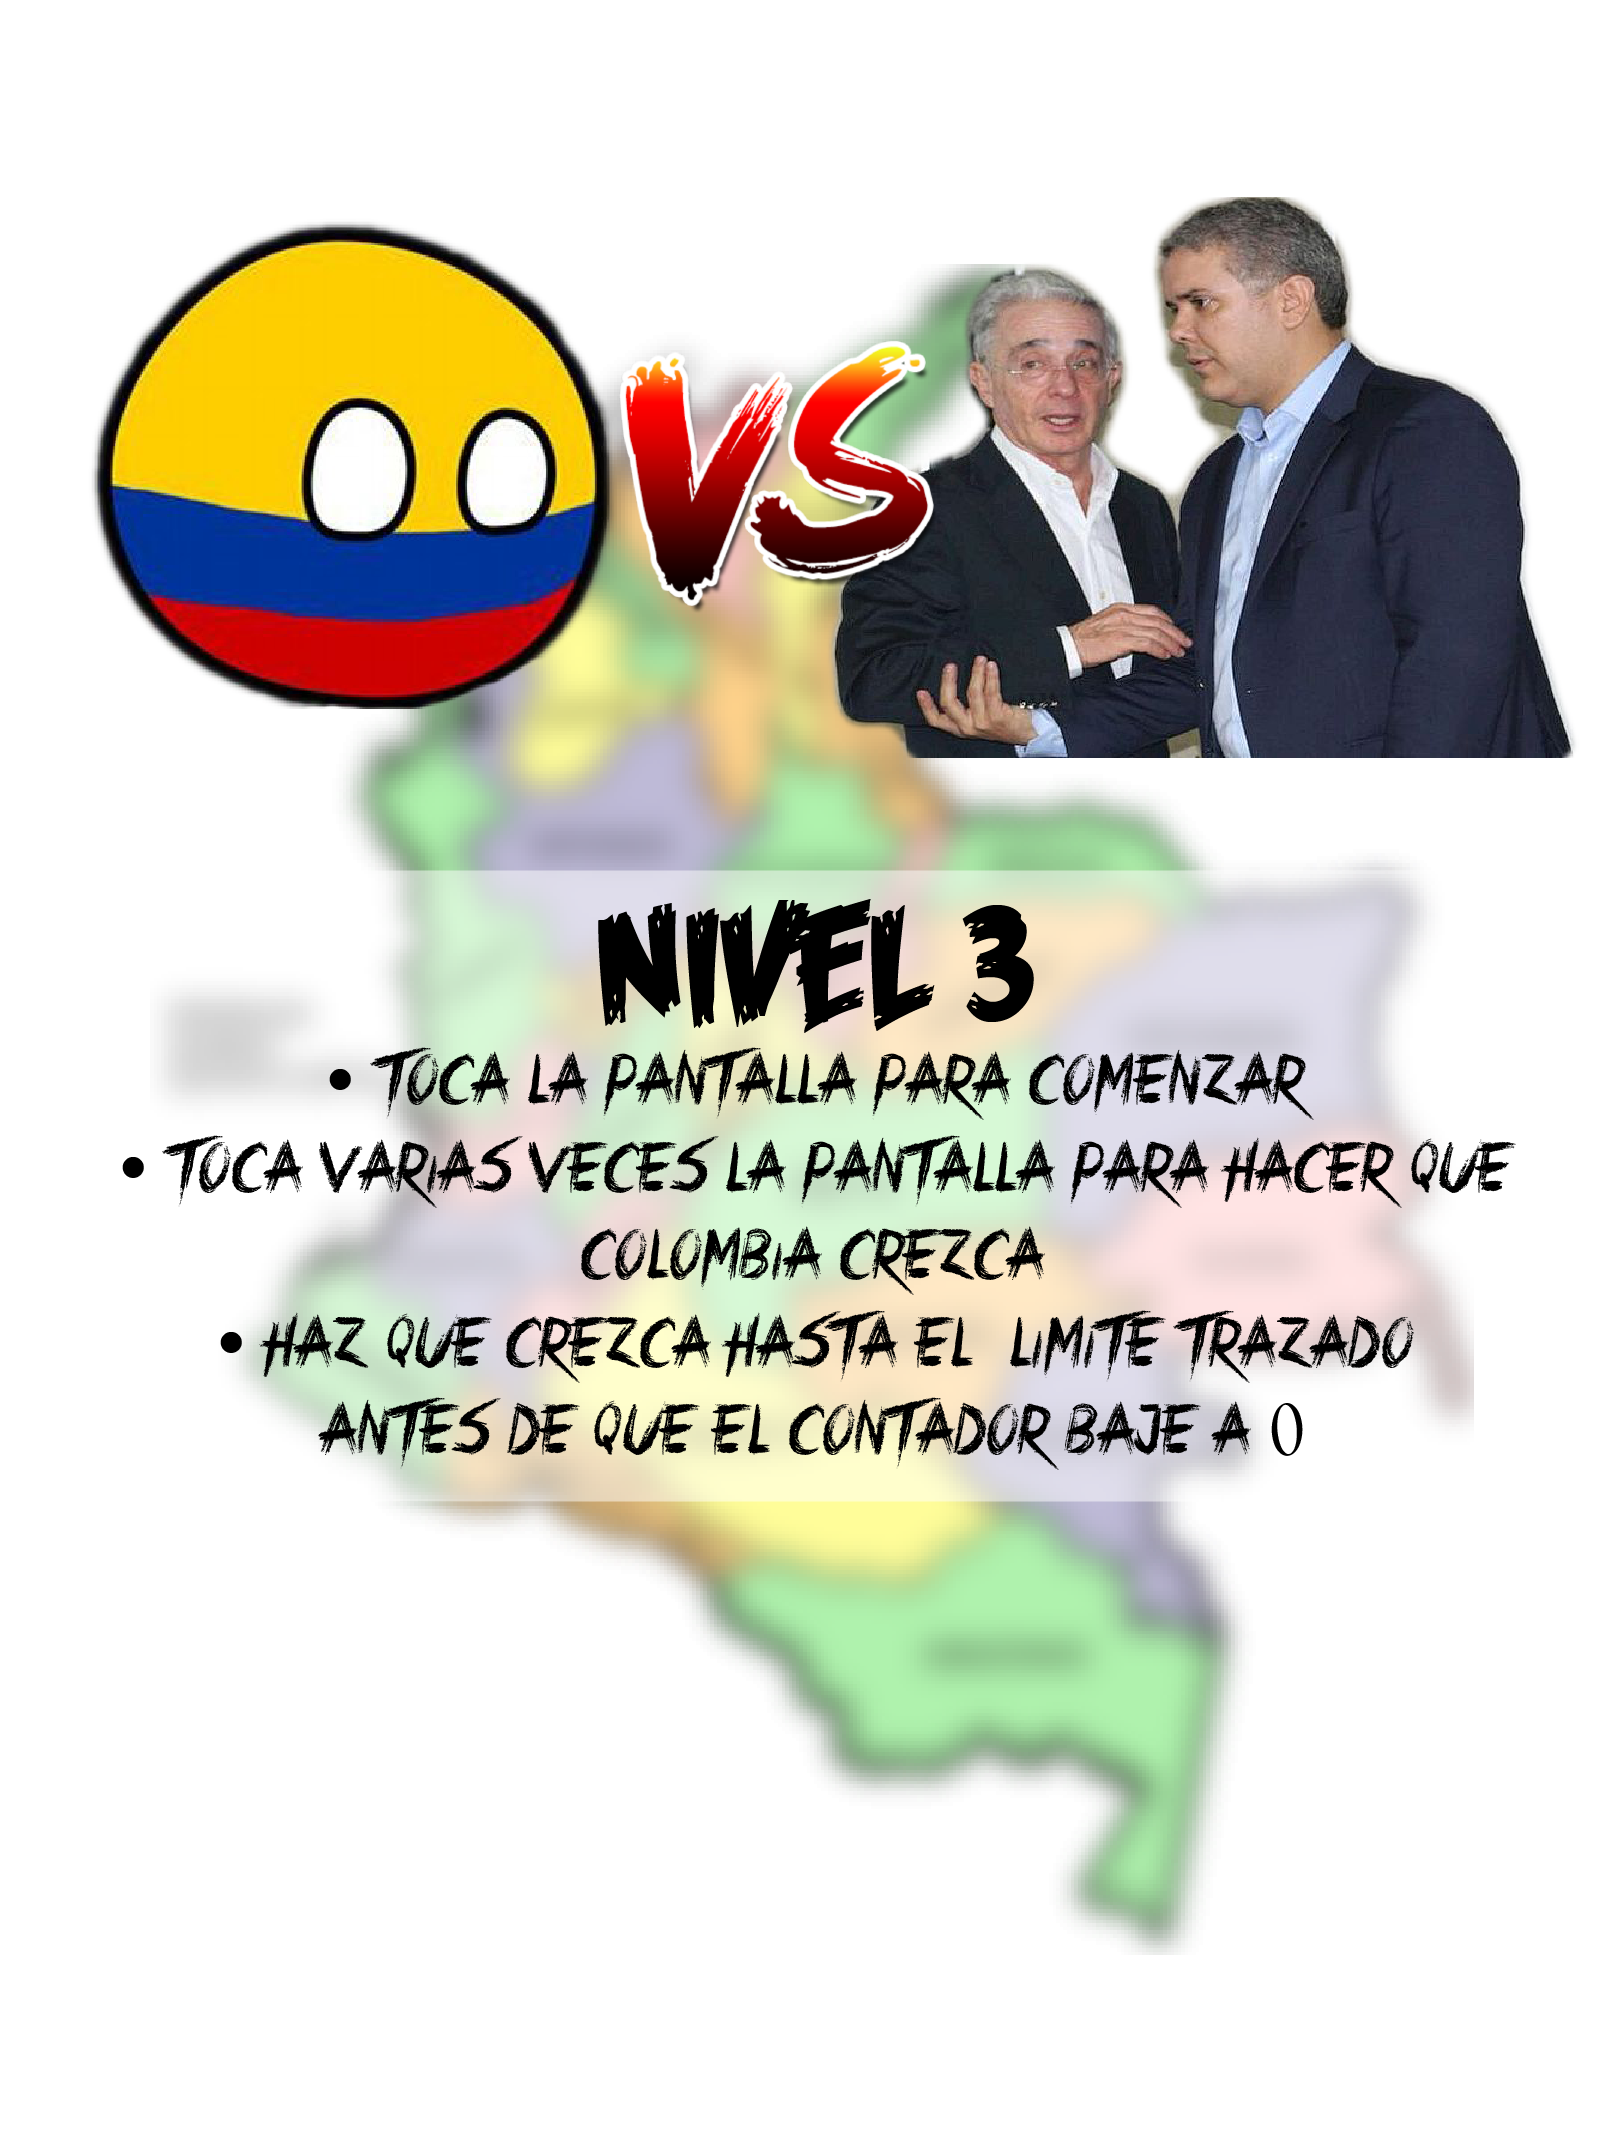 VS
NIVEL 3
• TOCA LA PANTALLA PARA COMENZAR
• TOCA VARIAS VECES LA PANTALLA PARA HACER QUE
COLOMBIA CREZCA
• HAZ QUE CREZCA HASTA EL LIMITE TRAZADO
ANTES DE QUE EL CONTADOR BAJE A 0